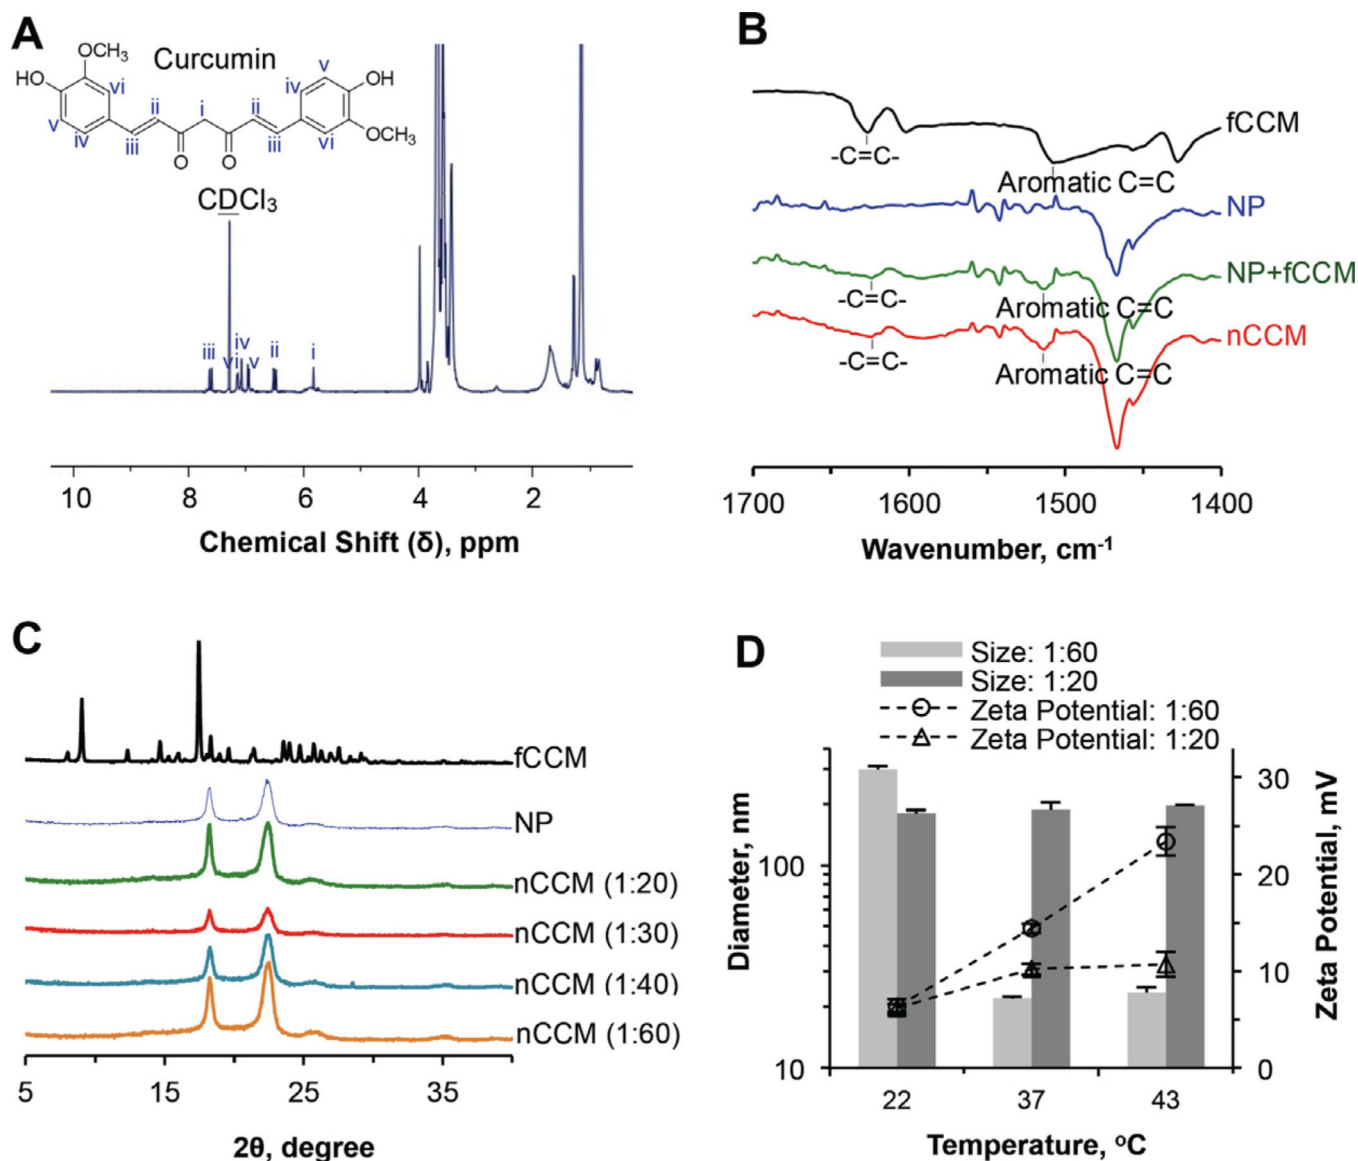 A
Curcumin
OCH₃
HO
vi
ii
i
ii
iv
v
OH
v
iv
iii
O
O
iii
vi
OCH₃
CDCl₃
iii
v
i
iv
v
ii
i
10 8 6 4 2
Chemical Shift (δ), ppm
B
fCCM
-C=C-
Aromatic C=C
NP
NP+fCCM
-C=C-
Aromatic C=C
nCCM
-C=C-
Aromatic C=C
1700 1600 1500 1400
Wavenumber, cm⁻¹
C
fCCM
NP
nCCM (1:20)
nCCM (1:30)
nCCM (1:40)
nCCM (1:60)
5 15 25 35
2θ, degree
D
Size: 1:60
Size: 1:20
Zeta Potential: 1:60
Zeta Potential: 1:20
Diameter, nm
100
10
30
20
10
0
Zeta Potential, mV
22 37 43
Temperature, °C